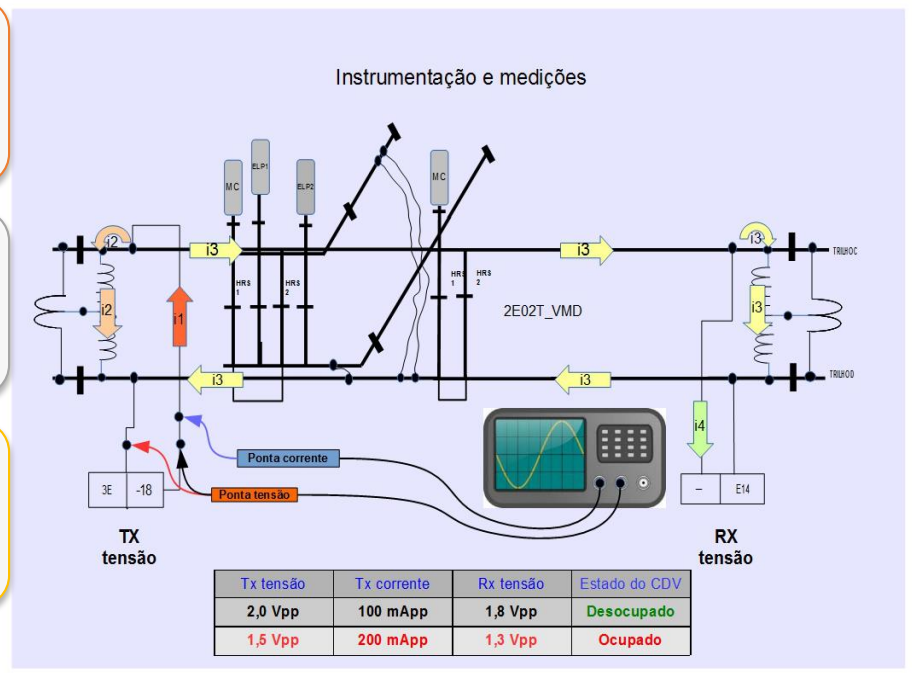 Instrumentação e medições
MC
ELP1
ELP2
MC
i2
i3
i3
i3
TRILHO C
HRS
1
HRS
2
HRS
1
HRS
2
i2
i1
2E02T_VMD
i3
i3
i3
TRILHO D
i4
Ponta corrente
3E
-18
Ponta tensão
–
E14
TX
tensão
RX
tensão
Tx tensão
Tx corrente
Rx tensão
Estado do CDV
2,0 Vpp
100 mApp
1,8 Vpp
Desocupado
1,5 Vpp
200 mApp
1,3 Vpp
Ocupado